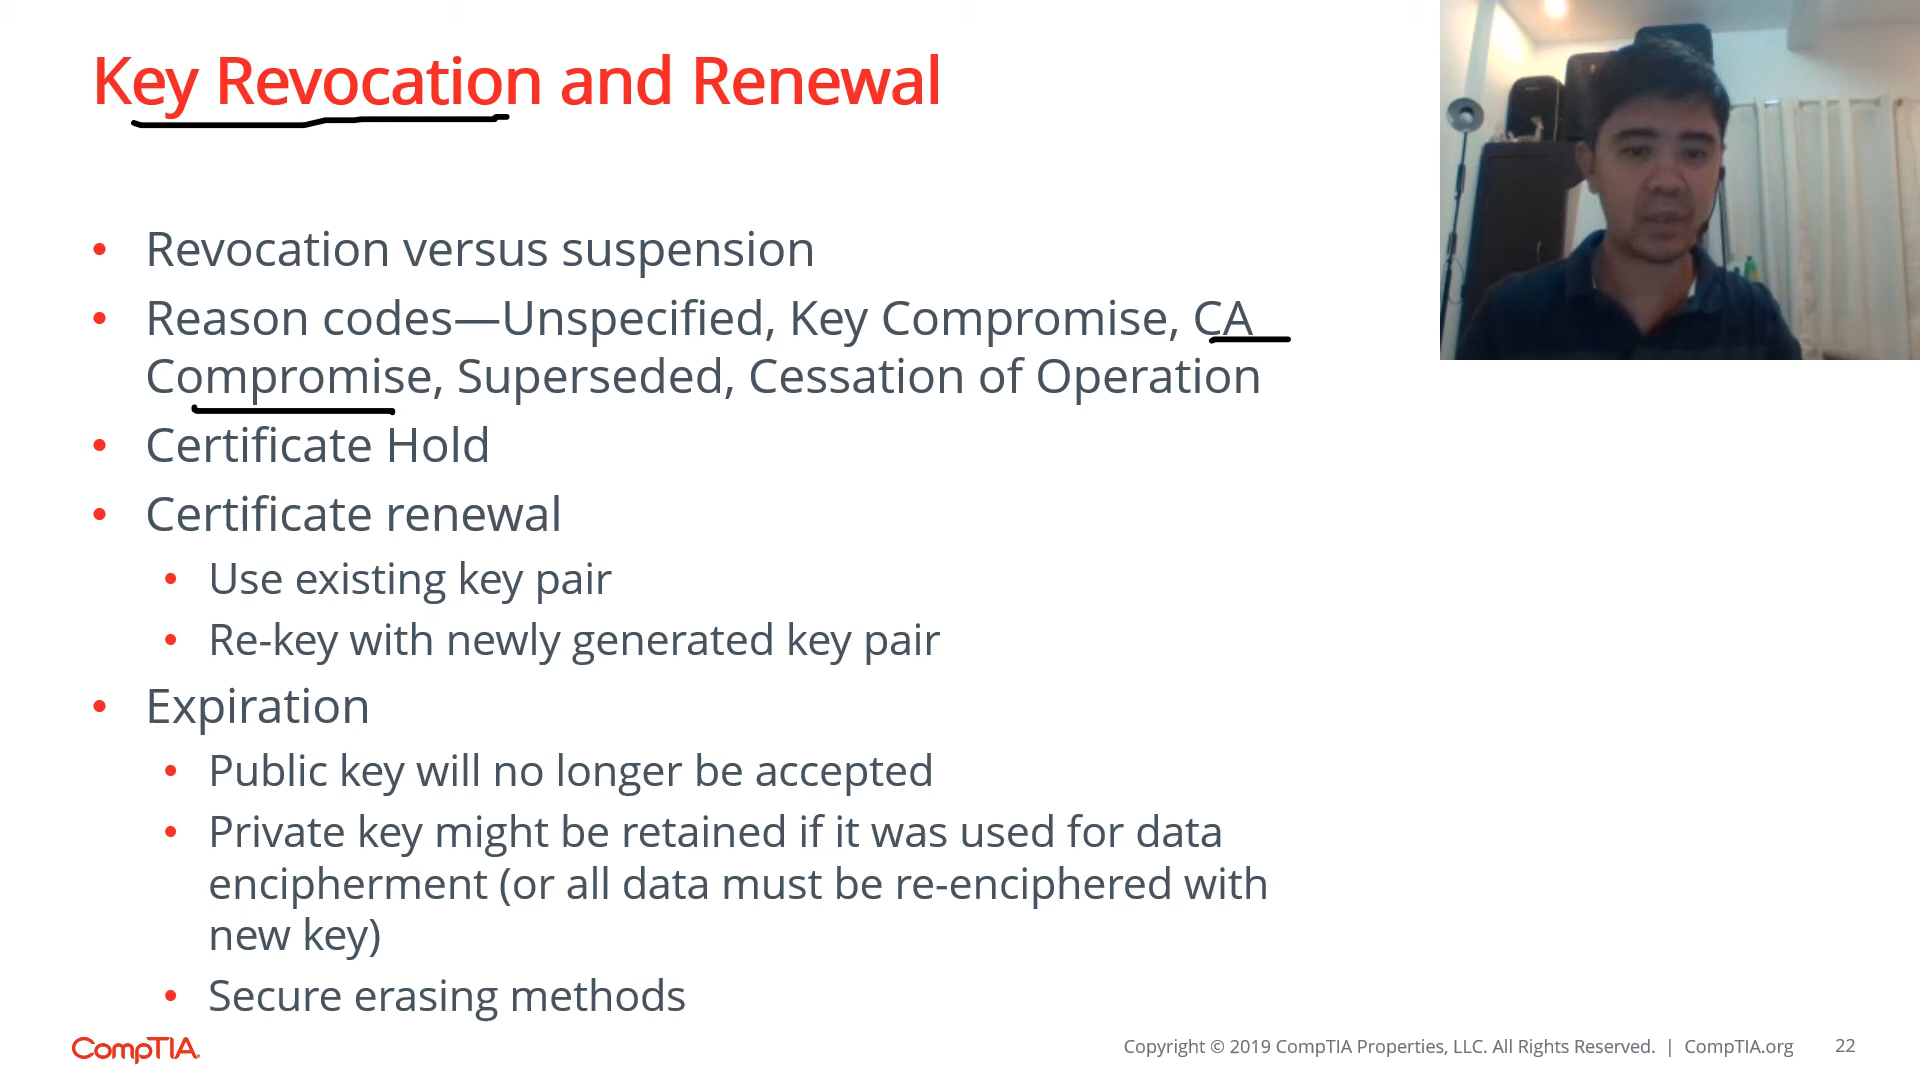 Key Revocation and Renewal
• Revocation versus suspension
• Reason codes—Unspecified, Key Compromise, CA
Compromise, Superseded, Cessation of Operation
• Certificate Hold
• Certificate renewal
• Use existing key pair
• Re-key with newly generated key pair
• Expiration
• Public key will no longer be accepted
• Private key might be retained if it was used for data
encipherment (or all data must be re-enciphered with
new key)
• Secure erasing methods
CompTIA.
Copyright © 2019 CompTIA Properties, LLC. All Rights Reserved. | CompTIA.org 22